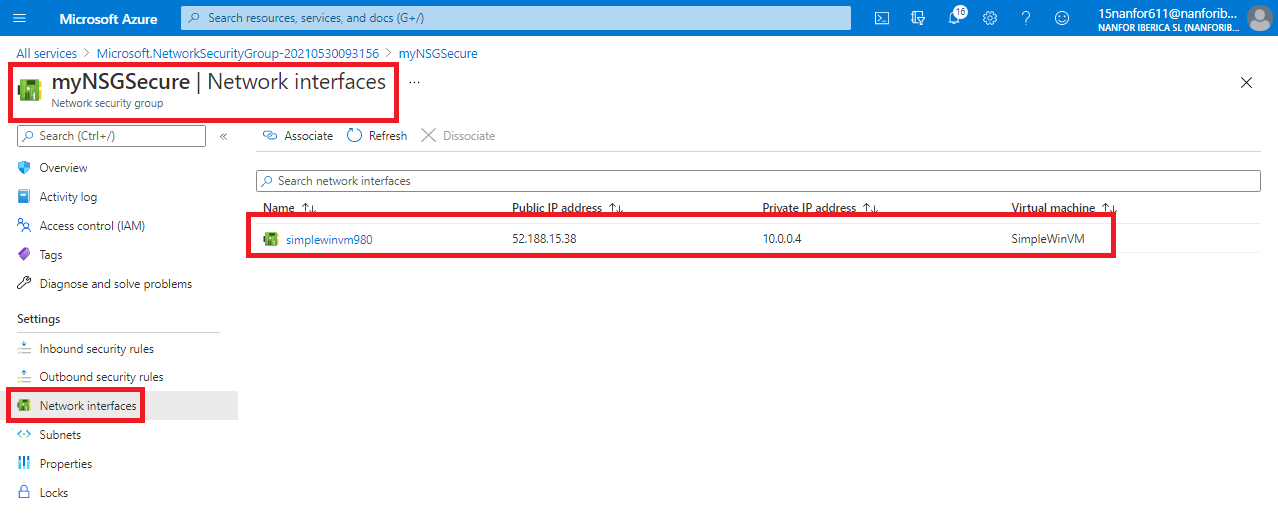 Microsoft Azure
Search resources, services, and docs (G+/)
16
15nanfor611@nanforib...
NANFOR IBERICA SL (NANFORIB...
All services > Microsoft.NetworkSecurityGroup-20210530093156 > myNSGSecure
myNSGSecure | Network interfaces ...
Network security group
Search (Ctrl+/)
«
Associate Refresh Dissociate
Overview
Activity log
Access control (IAM)
Tags
Diagnose and solve problems
Settings
Inbound security rules
Outbound security rules
Network interfaces
Subnets
Properties
Locks
Search network interfaces
Name Public IP address Private IP address Virtual machine
simplewinvm980 52.188.15.38 10.0.0.4 SimpleWinVM